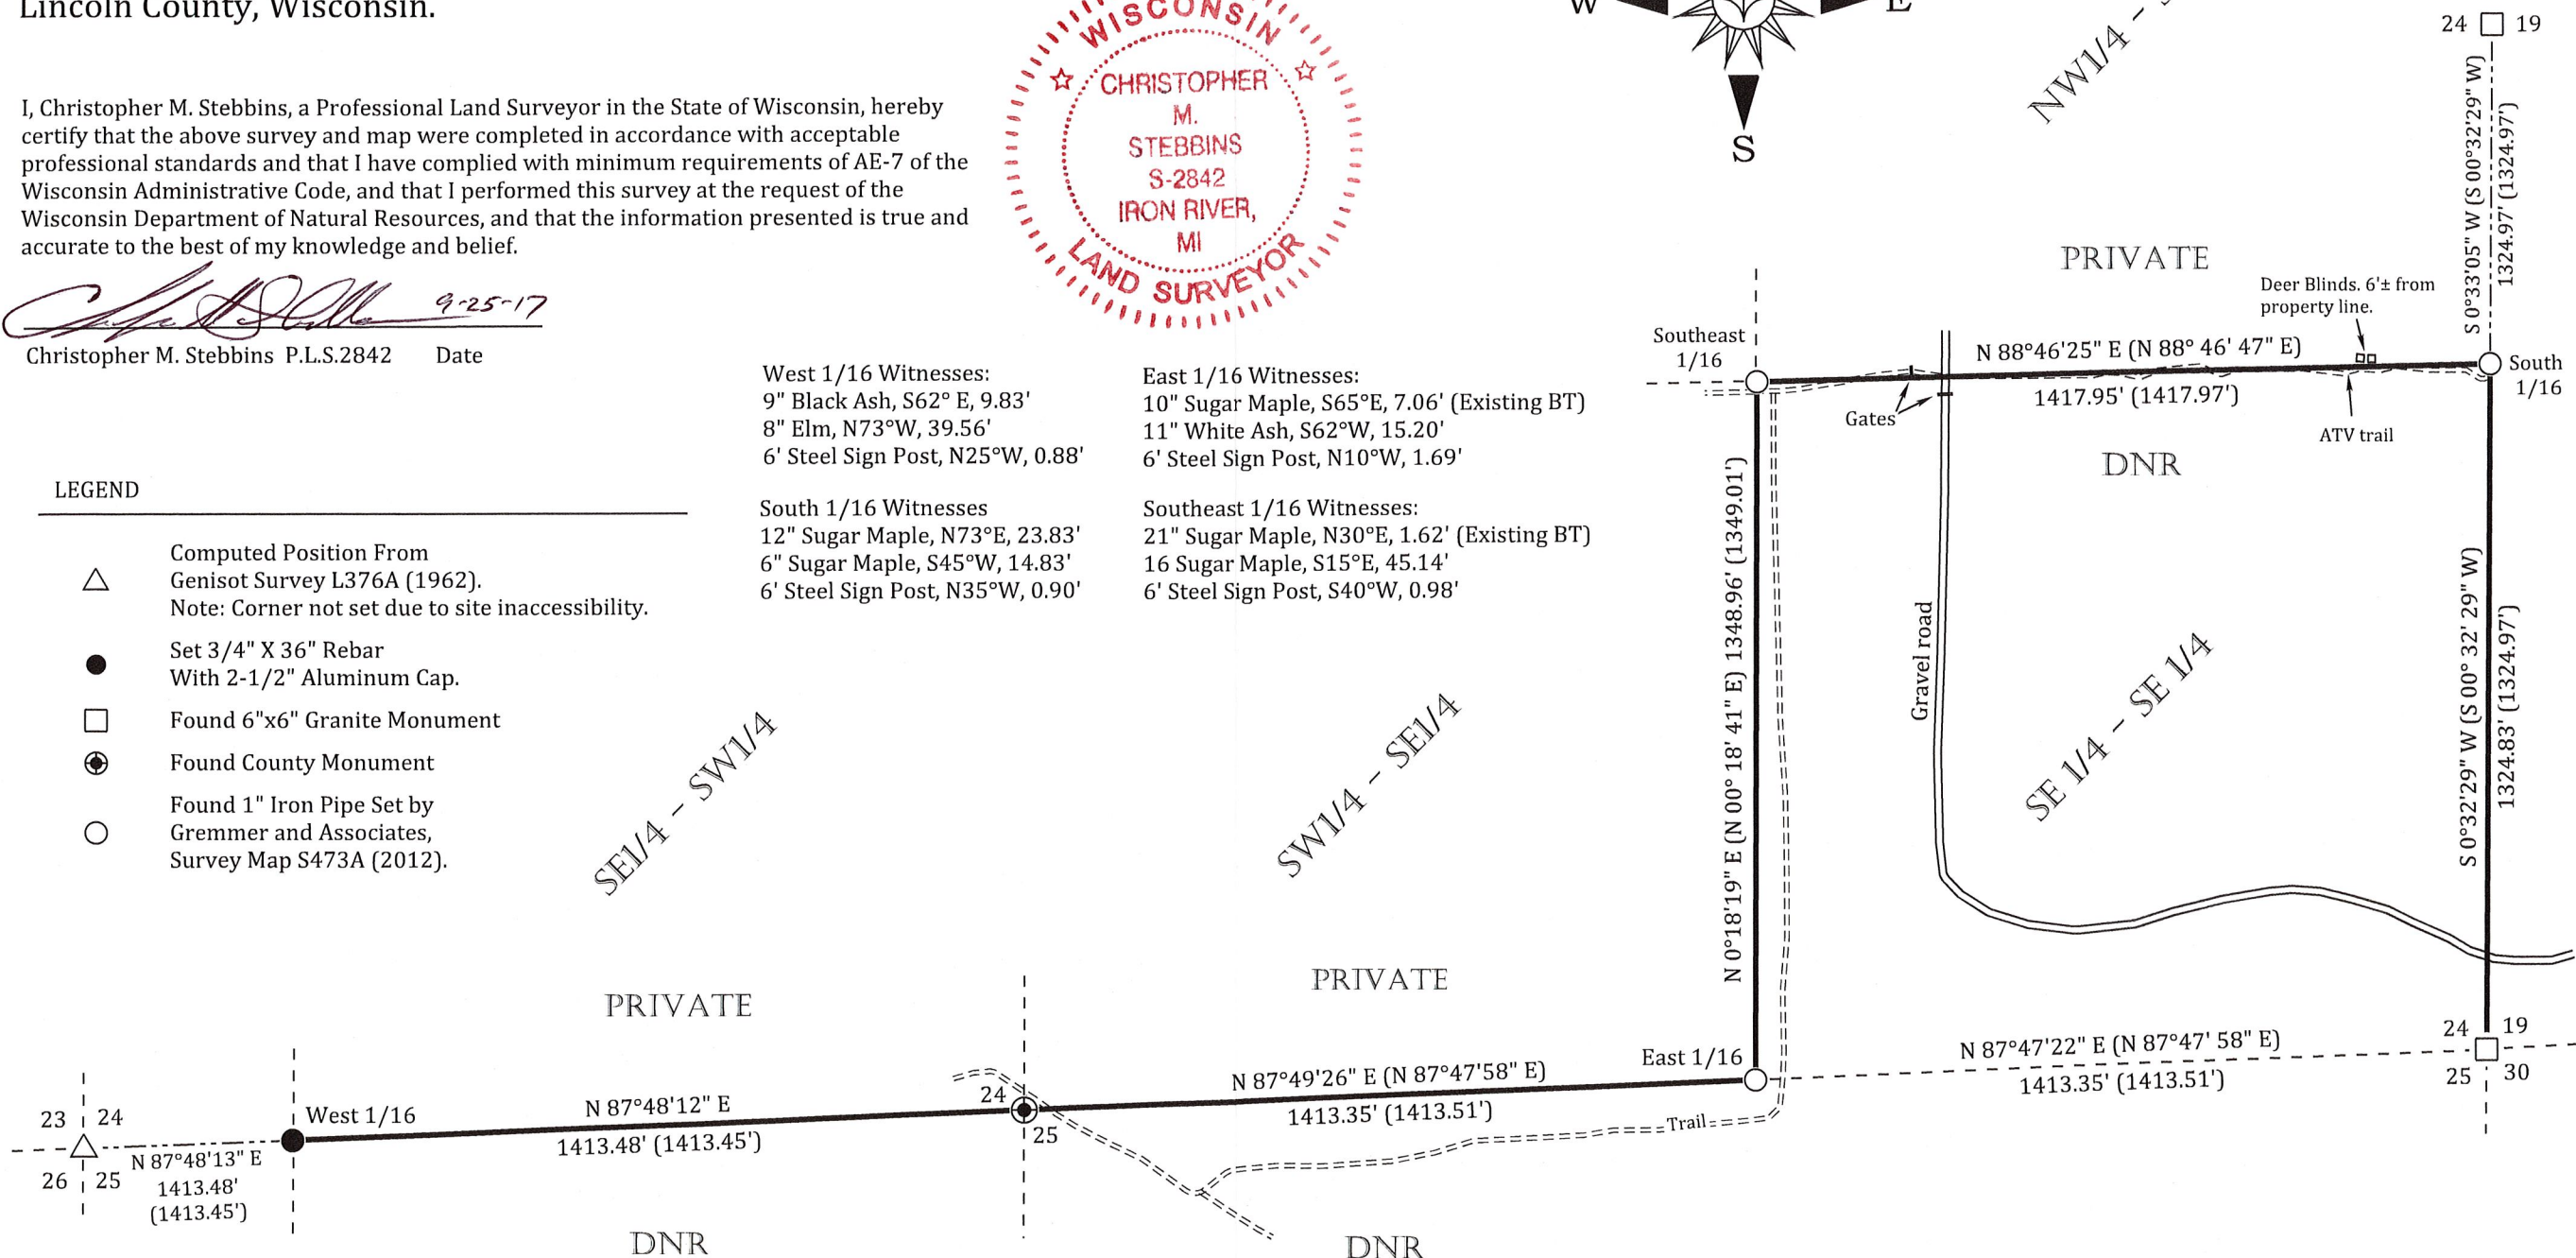 Lincoln County, Wisconsin.
I, Christopher M. Stebbins, a Professional Land Surveyor in the State of Wisconsin, hereby
certify that the above survey and map were completed in accordance with acceptable
professional standards and that I have complied with minimum requirements of AE-7 of the
Wisconsin Administrative Code, and that I performed this survey at the request of the
Wisconsin Department of Natural Resources, and that the information presented is true and
accurate to the best of my knowledge and belief.
9-25-17
Christopher M. Stebbins P.L.S.2842 Date
WISCONSIN
CHRISTOPHER
M.
STEBBINS
S-2842
IRON RIVER,
MI
LAND SURVEYOR
W
E
S
LEGEND
Computed Position From
Genisot Survey L376A (1962).
Note: Corner not set due to site inaccessibility.
Set 3/4" X 36" Rebar
With 2-1/2" Aluminum Cap.
Found 6"x6" Granite Monument
Found County Monument
Found 1" Iron Pipe Set by
Gremmer and Associates,
Survey Map S473A (2012).
West 1/16 Witnesses:
9" Black Ash, S62° E, 9.83'
8" Elm, N73°W, 39.56'
6' Steel Sign Post, N25°W, 0.88'
South 1/16 Witnesses
12" Sugar Maple, N73°E, 23.83'
6" Sugar Maple, S45°W, 14.83'
6' Steel Sign Post, N35°W, 0.90'
East 1/16 Witnesses:
10" Sugar Maple, S65°E, 7.06' (Existing BT)
11" White Ash, S62°W, 15.20'
6' Steel Sign Post, N10°W, 1.69'
Southeast 1/16 Witnesses:
21" Sugar Maple, N30°E, 1.62' (Existing BT)
16 Sugar Maple, S15°E, 45.14'
6' Steel Sign Post, S40°W, 0.98'
NW1/4 –
24 19
S 0°33'05" W (S 00°32'29" W)
1324.97' (1324.97')
PRIVATE
Deer Blinds. 6'± from
property line.
Southeast
1/16
N 88°46'25" E (N 88° 46' 47" E)
1417.95' (1417.97')
South
1/16
Gates
ATV trail
DNR
N 0°18'19" E (N 00° 18' 41" E) 1348.96' (1349.01')
Gravel road
SE 1/4 – SE 1/4
S 0°32'29" W (S 00° 32' 29" W)
1324.83' (1324.97')
SE1/4 – SW1/4
SW1/4 – SE1/4
PRIVATE
PRIVATE
23 24
26 25
N 87°48'13" E
1413.48'
(1413.45')
West 1/16
N 87°48'12" E
1413.48' (1413.45')
24
25
N 87°49'26" E (N 87°47'58" E)
1413.35' (1413.51')
East 1/16
Trail
N 87°47'22" E (N 87°47' 58" E)
1413.35' (1413.51')
24 19
25 30
DNR
DNR